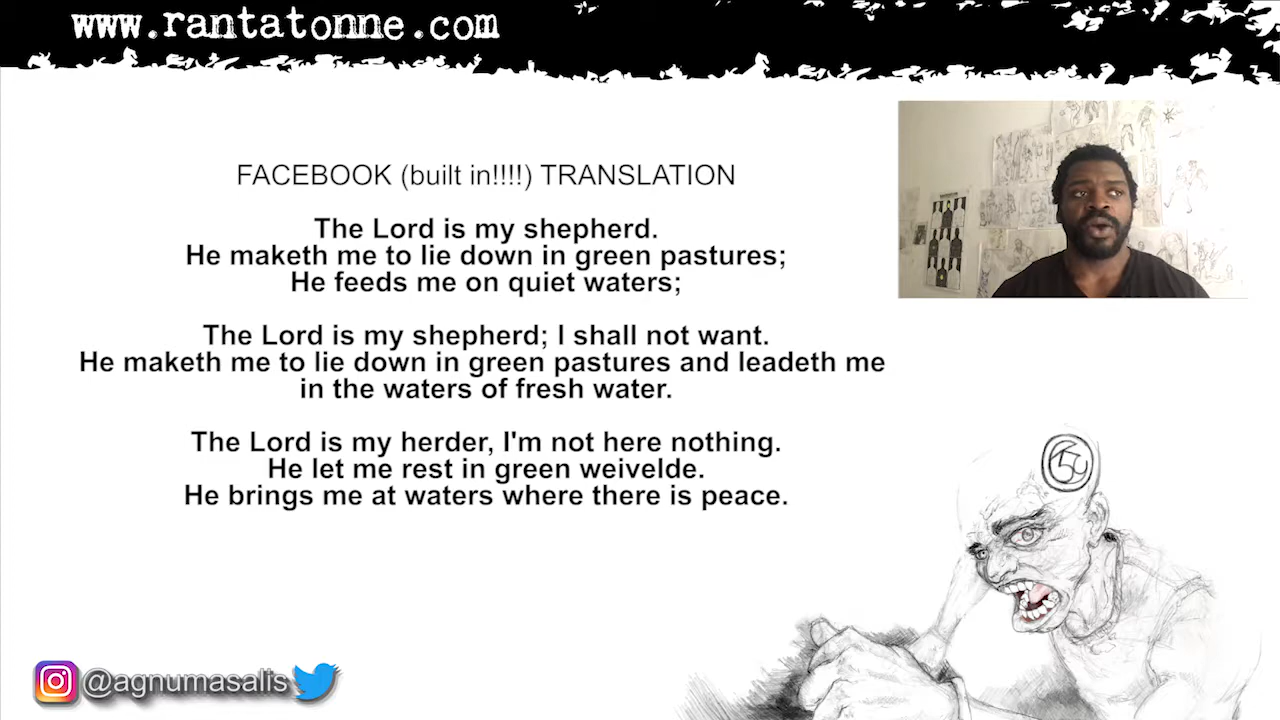 www.rantatonne.com
FACEBOOK (built in!!!!) TRANSLATION
The Lord is my shepherd.
He maketh me to lie down in green pastures;
He feeds me on quiet waters;
The Lord is my shepherd; I shall not want.
He maketh me to lie down in green pastures and leadeth me
in the waters of fresh water.
The Lord is my herder, I'm not here nothing.
He let me rest in green weivelde.
He brings me at waters where there is peace.
@agnumasalis